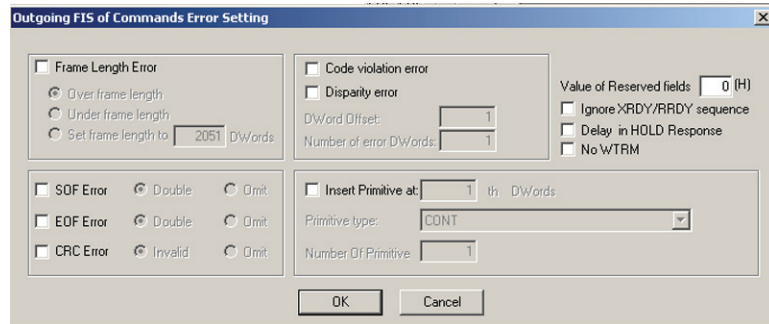 Outgoing FIS of Commands Error Setting
Frame Length Error
Over frame length
Under frame length
Set frame length to 2051 DWords
Code violation error
Disparity error
DWord Offset: 1
Number of error DWords: 1
Value of Reserved fields 0 (H)
Ignore XRDY/RRDY sequence
Delay in HOLD Response
No WTRM
SOF Error Double Omit
EOF Error Double Omit
CRC Error Invalid Omit
Insert Primitive at: 1 th DWords
Primitive type: CONT
Number Of Primitive 1
OK Cancel